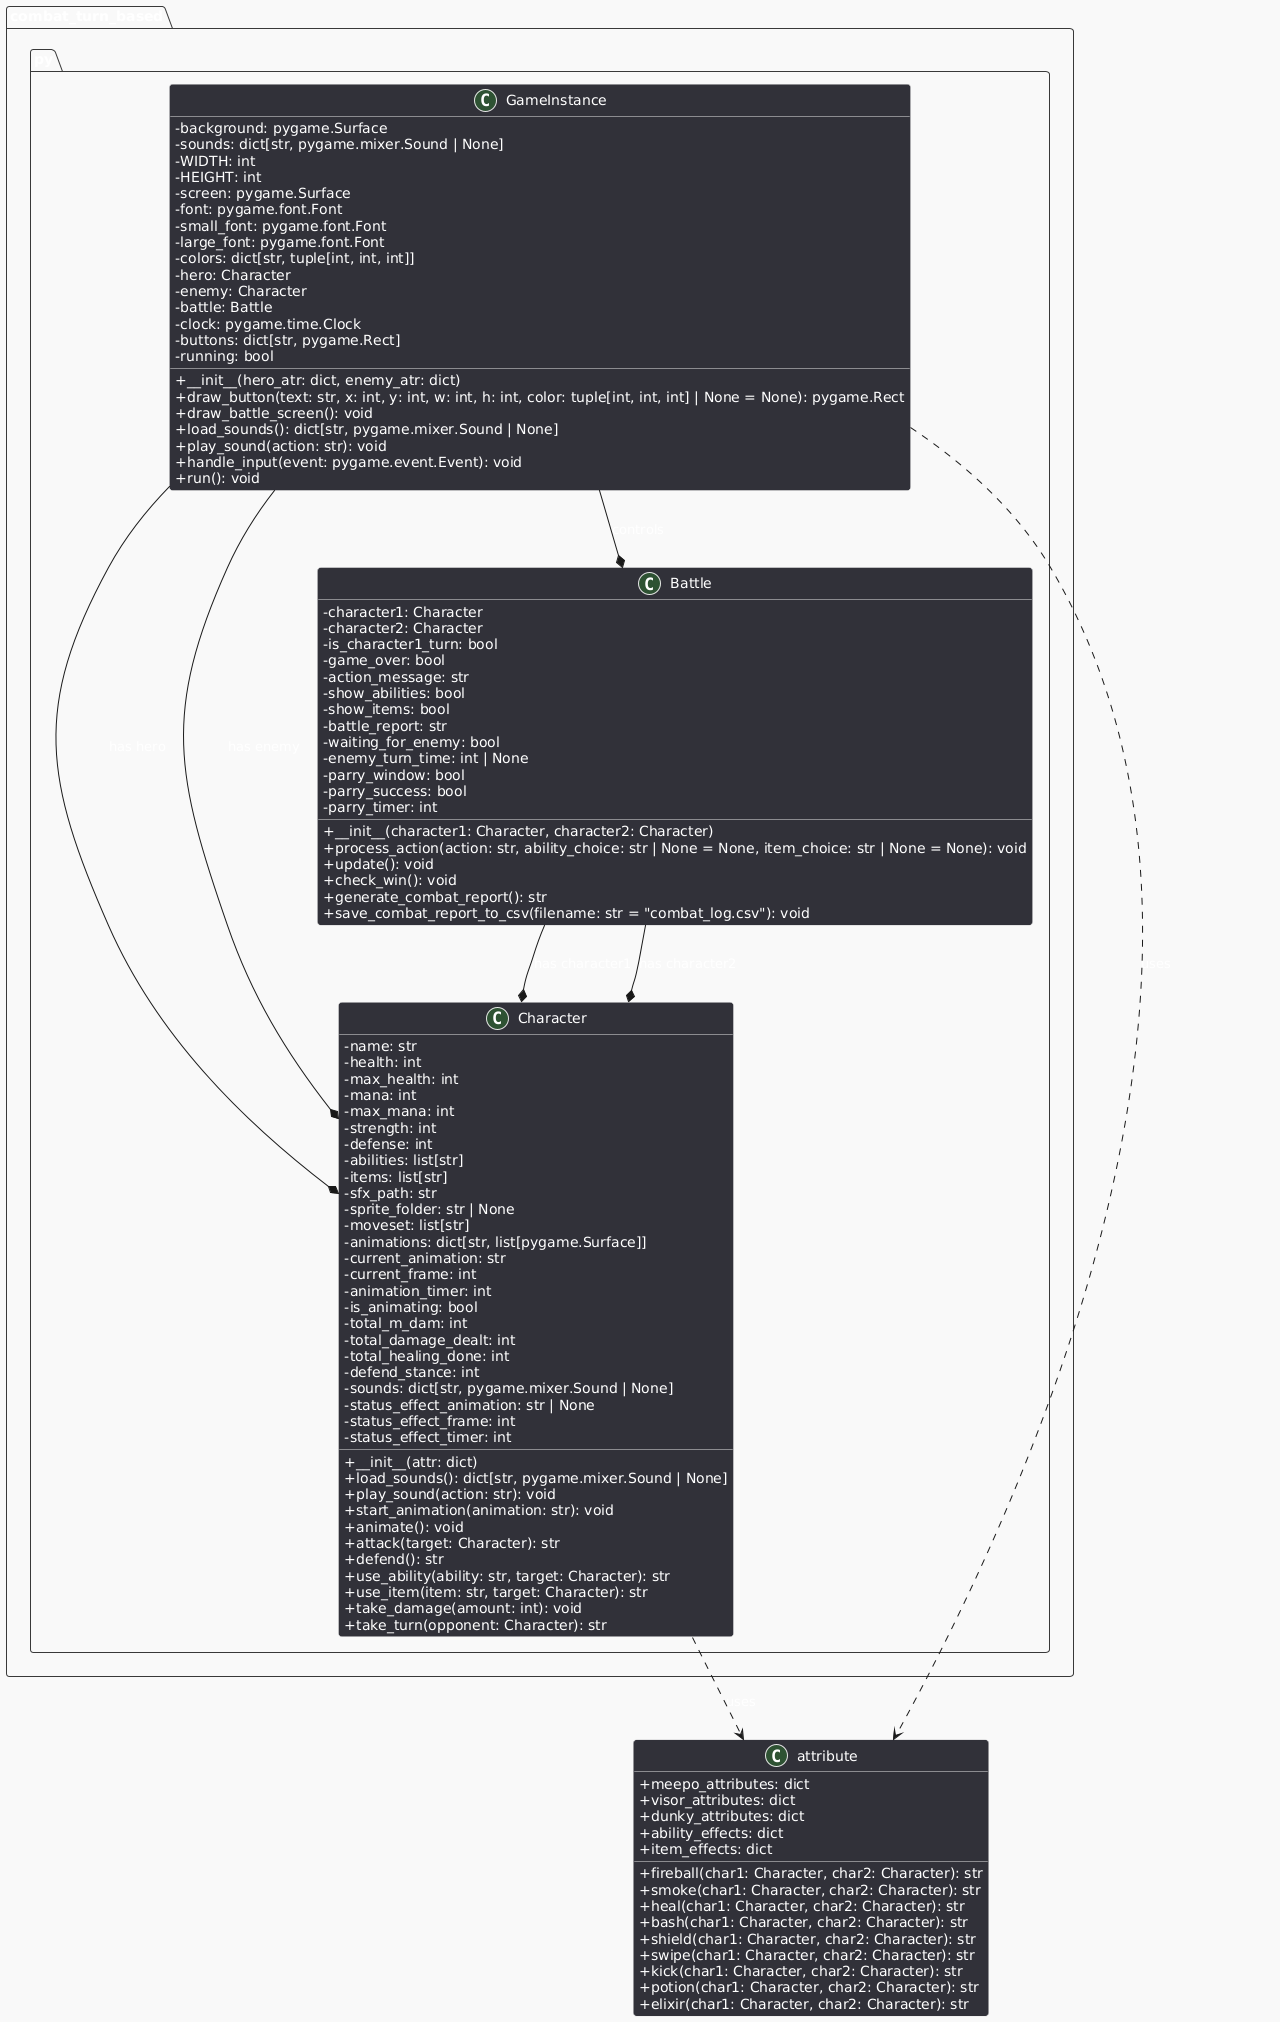 combat_turn_based
py
C GameInstance
-background: pygame.Surface
-sounds: dict[str, pygame.mixer.Sound | None]
-WIDTH: int
-HEIGHT: int
-screen: pygame.Surface
-font: pygame.font.Font
-small_font: pygame.font.Font
-large_font: pygame.font.Font
-colors: dict[str, tuple[int, int, int]]
-hero: Character
-enemy: Character
-battle: Battle
-clock: pygame.time.Clock
-buttons: dict[str, pygame.Rect]
-running: bool
+__init__(hero_atr: dict, enemy_atr: dict)
+draw_button(text: str, x: int, y: int, w: int, h: int, color: tuple[int, int, int] | None = None): pygame.Rect
+draw_battle_screen(): void
+load_sounds(): dict[str, pygame.mixer.Sound | None]
+play_sound(action: str): void
+handle_input(event: pygame.event.Event): void
+run(): void
controls
C Battle
-character1: Character
-character2: Character
-is_character1_turn: bool
-game_over: bool
-action_message: str
-show_abilities: bool
-show_items: bool
-battle_report: str
-waiting_for_enemy: bool
-enemy_turn_time: int | None
-parry_window: bool
-parry_success: bool
-parry_timer: int
+__init__(character1: Character, character2: Character)
+process_action(action: str, ability_choice: str | None = None, item_choice: str | None = None): void
+update(): void
+check_win(): void
+generate_combat_report(): str
+save_combat_report_to_csv(filename: str = "combat_log.csv"): void
has hero
has enemy
has character1
has character2
uses
C Character
-name: str
-health: int
-max_health: int
-mana: int
-max_mana: int
-strength: int
-defense: int
-abilities: list[str]
-items: list[str]
-sfx_path: str
-sprite_folder: str | None
-moveset: list[str]
-animations: dict[str, list[pygame.Surface]]
-current_animation: str
-current_frame: int
-animation_timer: int
-is_animating: bool
-total_m_dam: int
-total_damage_dealt: int
-total_healing_done: int
-defend_stance: int
-sounds: dict[str, pygame.mixer.Sound | None]
-status_effect_animation: str | None
-status_effect_frame: int
-status_effect_timer: int
+__init__(attr: dict)
+load_sounds(): dict[str, pygame.mixer.Sound | None]
+play_sound(action: str): void
+start_animation(animation: str): void
+animate(): void
+attack(target: Character): str
+defend(): str
+use_ability(ability: str, target: Character): str
+use_item(item: str, target: Character): str
+take_damage(amount: int): void
+take_turn(opponent: Character): str
uses
C attribute
+meepo_attributes: dict
+visor_attributes: dict
+dunky_attributes: dict
+ability_effects: dict
+item_effects: dict
+fireball(char1: Character, char2: Character): str
+smoke(char1: Character, char2: Character): str
+heal(char1: Character, char2: Character): str
+bash(char1: Character, char2: Character): str
+shield(char1: Character, char2: Character): str
+swipe(char1: Character, char2: Character): str
+kick(char1: Character, char2: Character): str
+potion(char1: Character, char2: Character): str
+elixir(char1: Character, char2: Character): str